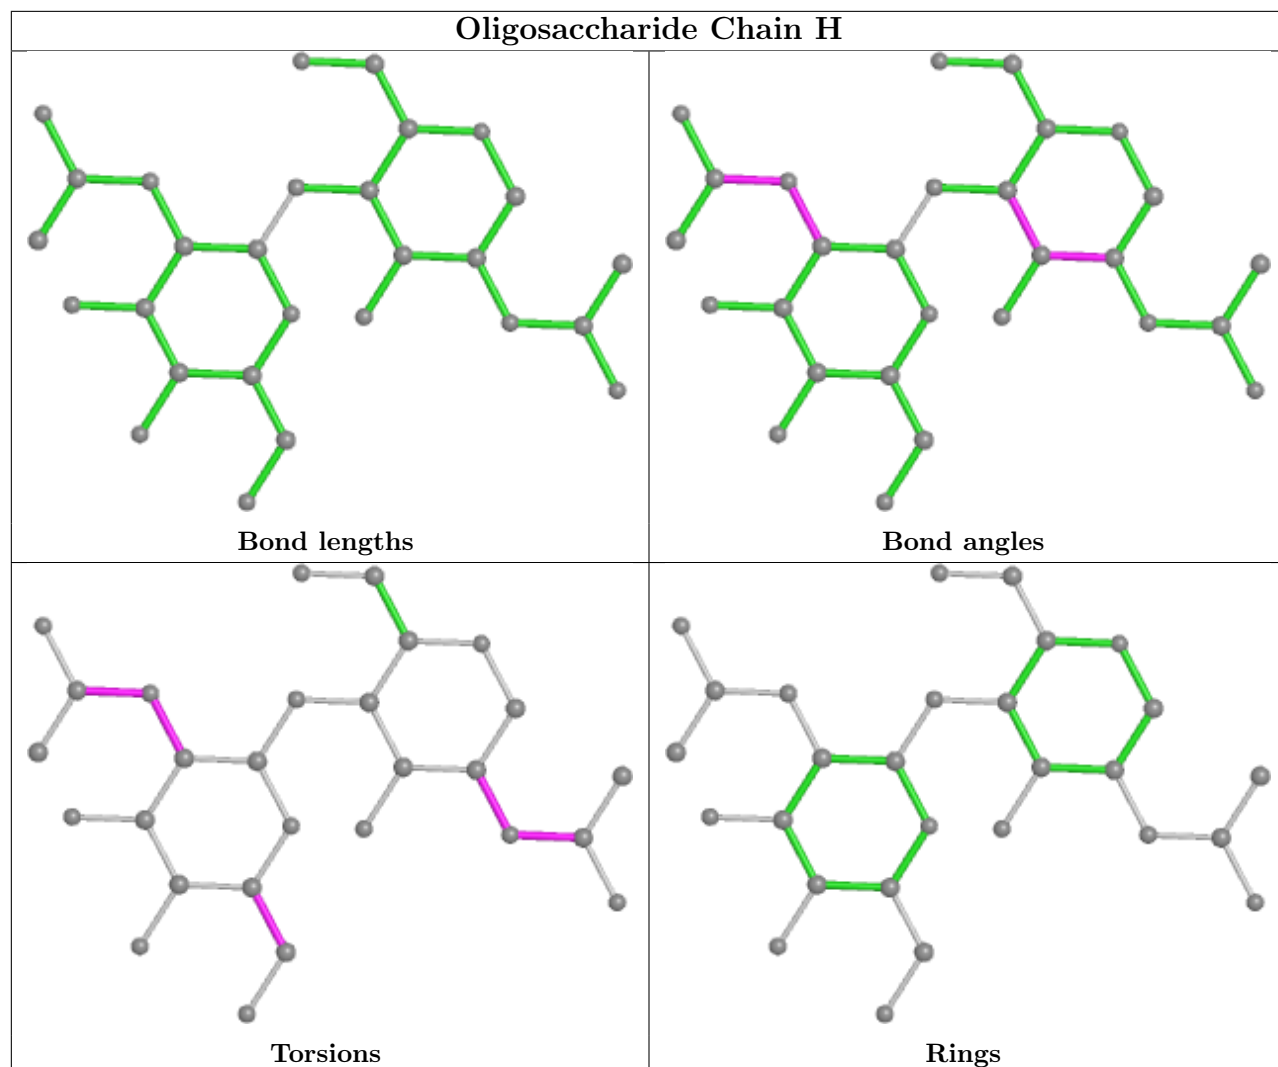 Oligosaccharide Chain H
Bond lengths
Bond angles
Torsions
Rings